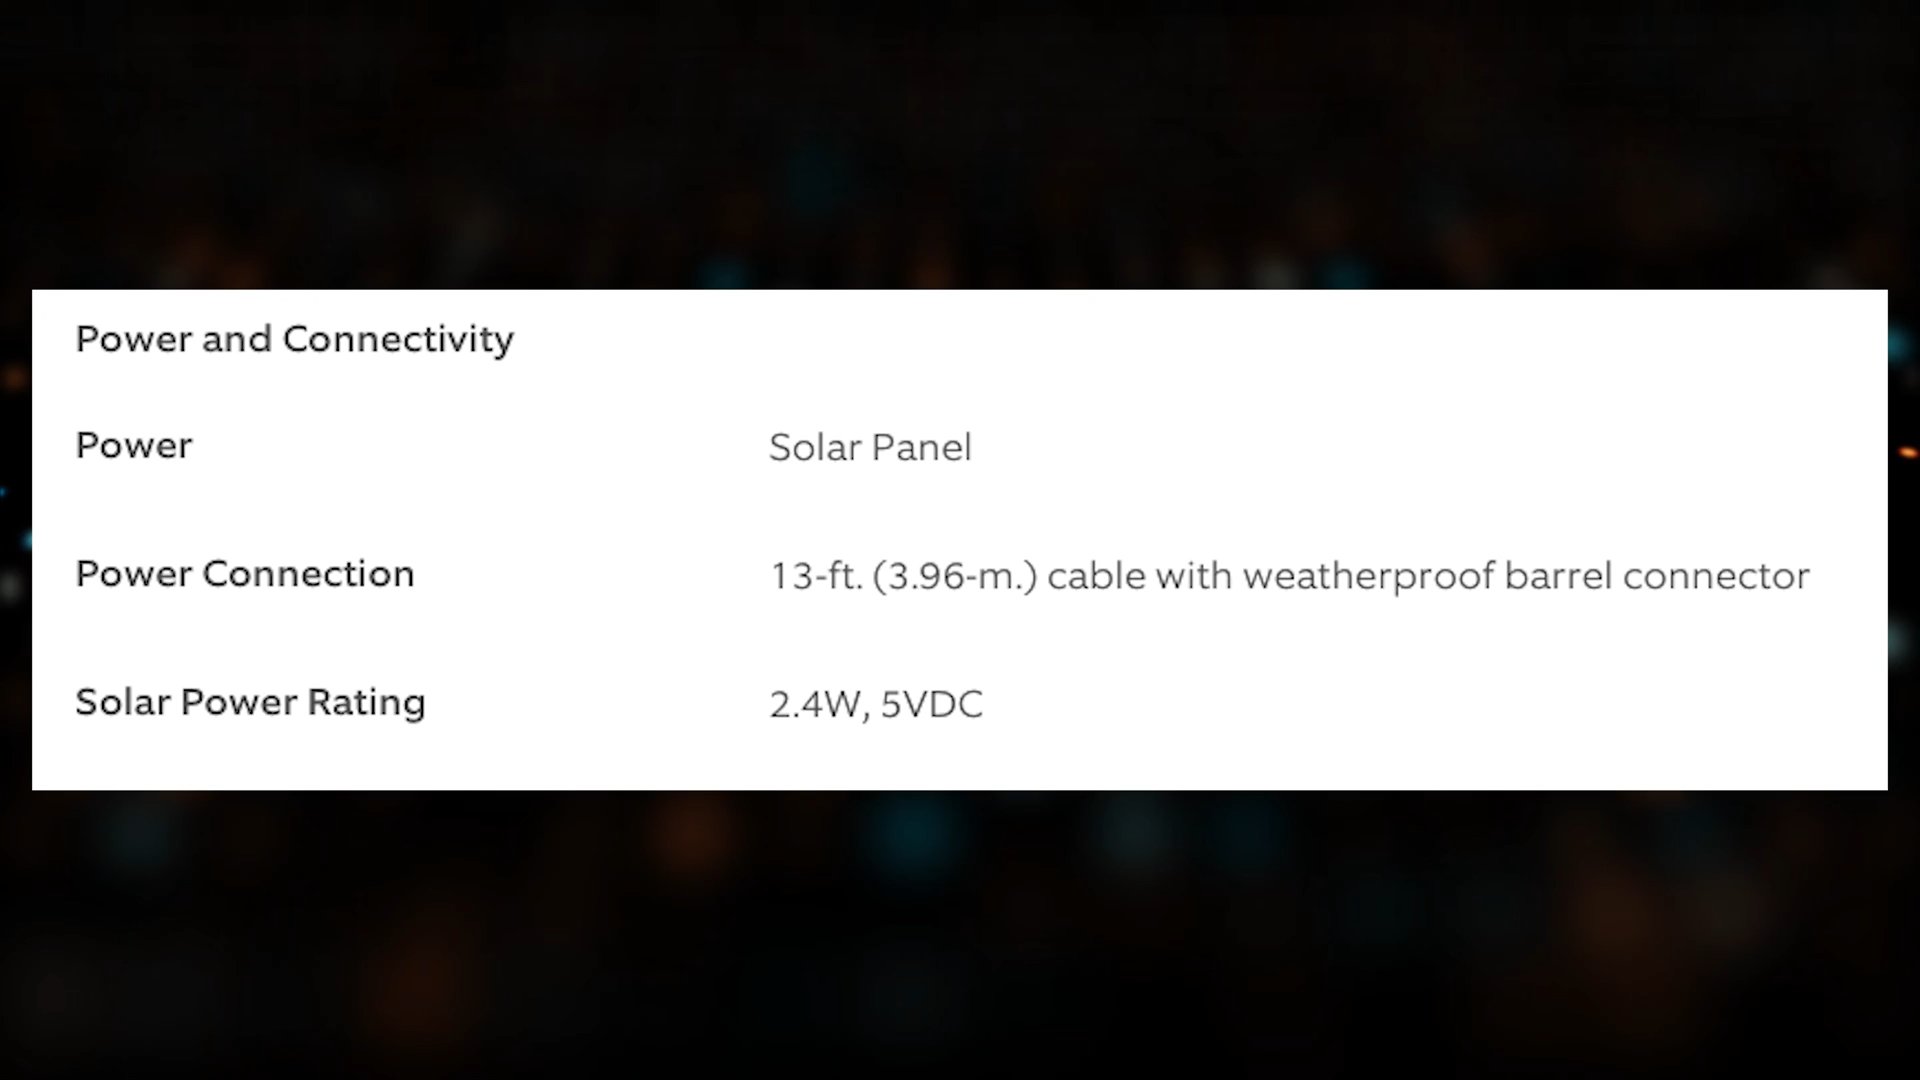 Power and Connectivity
Power Solar Panel
Power Connection 13-ft. (3.96-m.) cable with weatherproof barrel connector
Solar Power Rating 2.4W, 5VDC